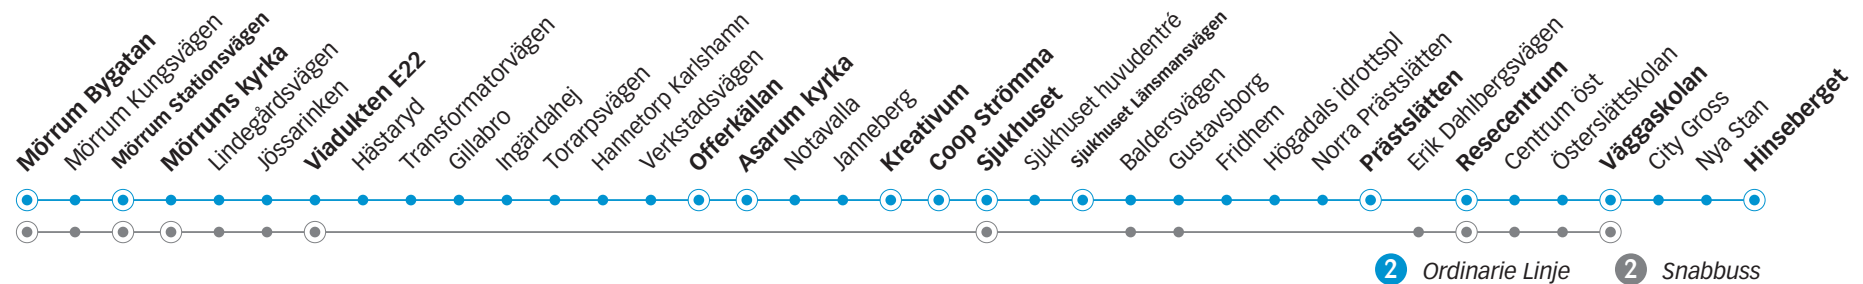 Mörrum Bygatan
Mörrum Kungsvägen
Mörrum Stationsvägen
Mörrums kyrka
Lindegårdsvägen
Jössarinken
Viadukten E22
Hästaryd
Transformatorvägen
Gillabro
Ingärdahej
Torarpsvägen
Hannetorp Karlshamn
Verkstadsvägen
Offerkällan
Asarum kyrka
Notavalla
Janneberg
Kreativum
Coop Strömma
Sjukhuset
Sjukhuset huvudentré
Sjukhuset Länsmansvägen
Baldersvägen
Gustavsborg
Fridhem
Högadals idrottspl
Norra Prästslätten
Prästslätten
Erik Dahlbergsvägen
Resecentrum
Centrum öst
Österslättskolan
Väggaskolan
City Gross
Nya Stan
Hinseberget
2 Ordinarie Linje 2 Snabbuss